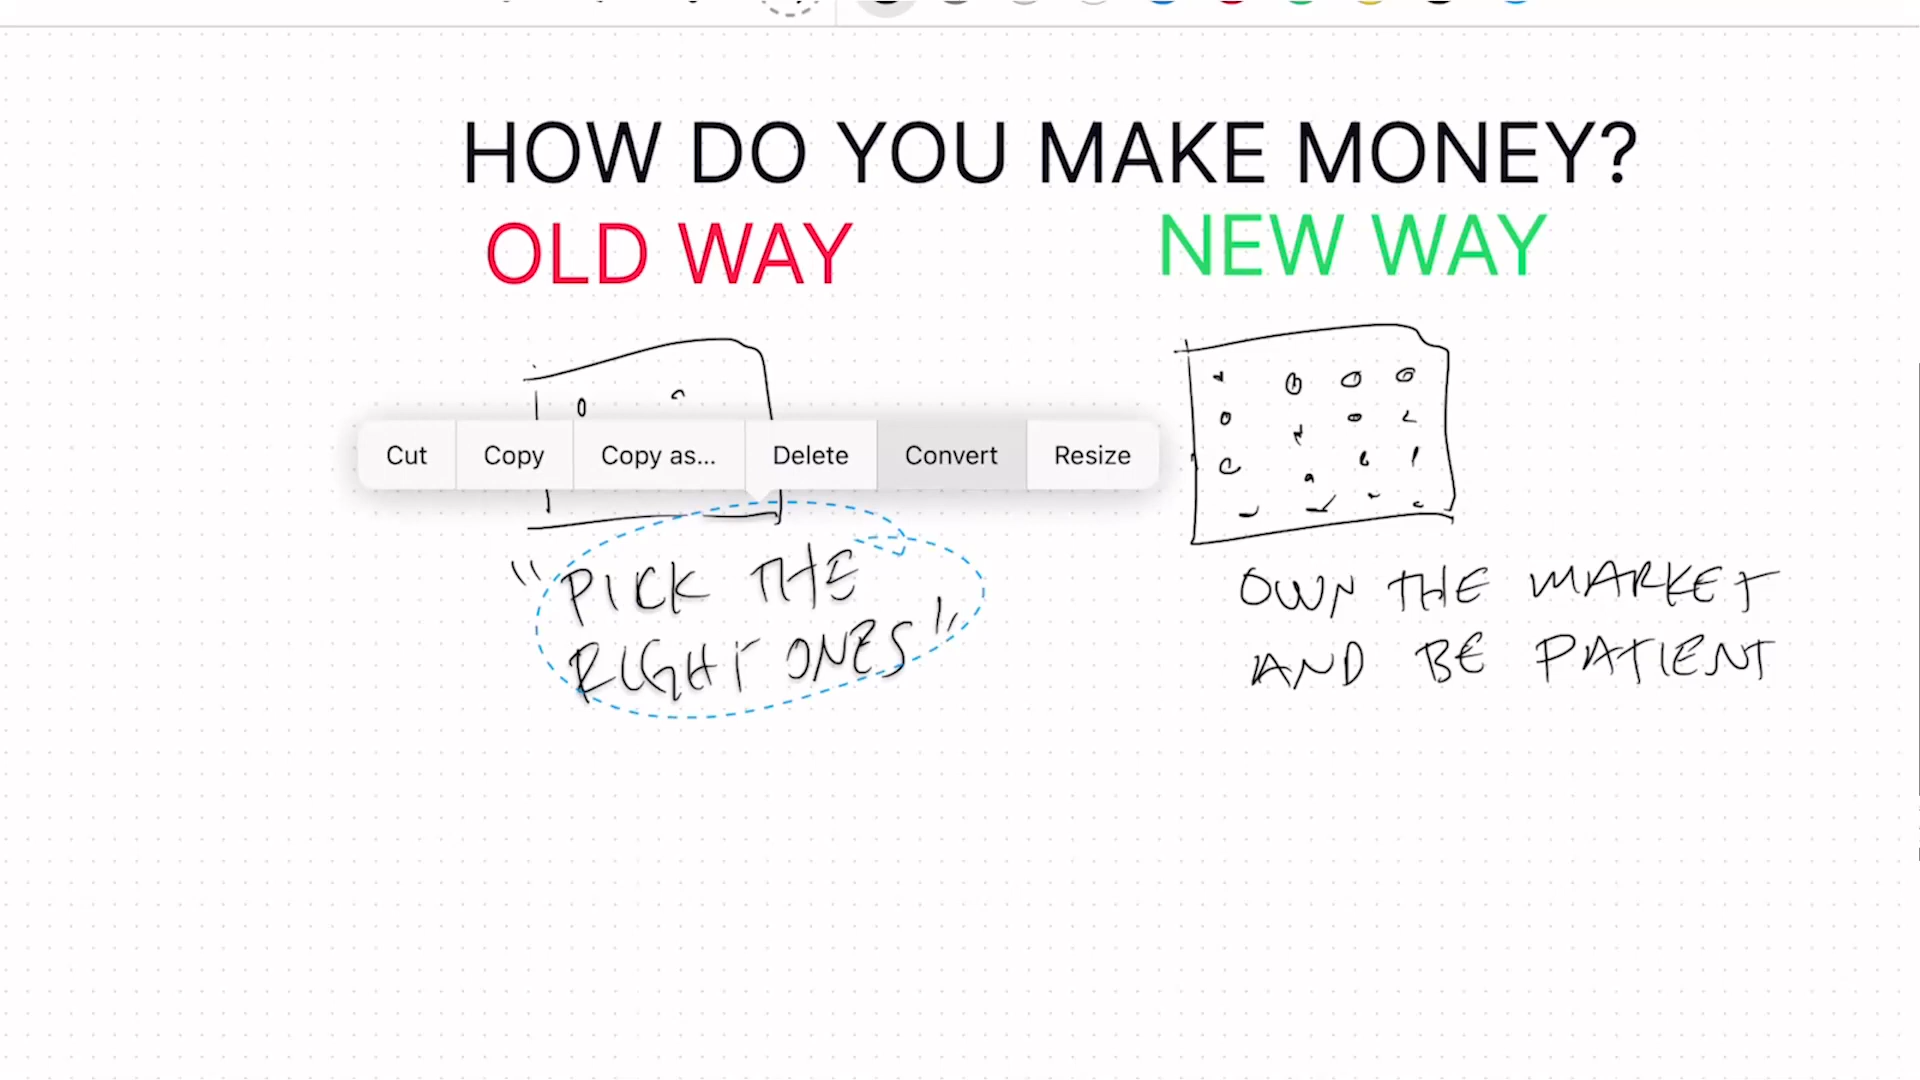 HOW DO YOU MAKE MONEY?
OLD WAY
NEW WAY
Cut Copy Copy as... Delete Convert Resize
"PICK THE
RIGHT ONES"
OWN THE MARKET
AND BE PATIENT